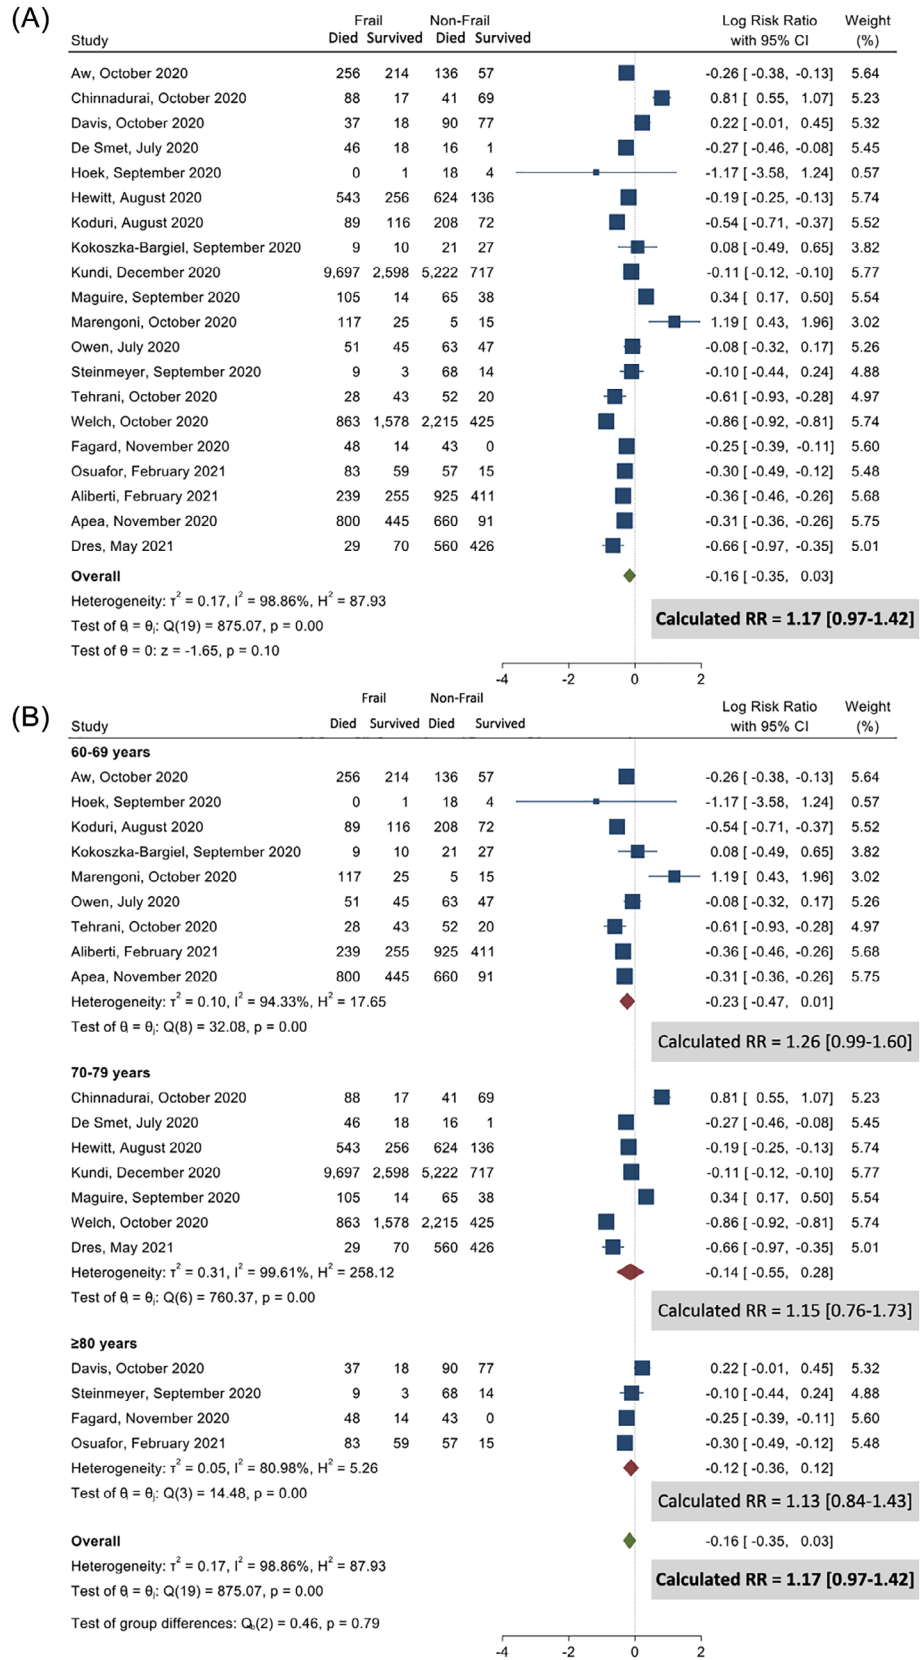 (A)
Frail Non-Frail Log Risk Ratio Weight
Study Died Survived Died Survived with 95% CI (%)
Aw, October 2020 256 214 136 57 -0.26 [ -0.38, -0.13] 5.64
Chinnadurai, October 2020 88 17 41 69 0.81 [ 0.55, 1.07] 5.23
Davis, October 2020 37 18 90 77 0.22 [ -0.01, 0.45] 5.32
De Smet, July 2020 46 18 16 1 -0.27 [ -0.46, -0.08] 5.45
Hoek, September 2020 0 1 18 4 -1.17 [ -3.58, 1.24] 0.57
Hewitt, August 2020 543 256 624 136 -0.19 [ -0.25, -0.13] 5.74
Koduri, August 2020 89 116 208 72 -0.54 [ -0.71, -0.37] 5.52
Kokoszka-Bargiel, September 2020 9 10 21 27 0.08 [ -0.49, 0.65] 3.82
Kundi, December 2020 9,697 2,598 5,222 717 -0.11 [ -0.12, -0.10] 5.77
Maguire, September 2020 105 14 65 38 0.34 [ 0.17, 0.50] 5.54
Marengoni, October 2020 117 25 5 15 1.19 [ 0.43, 1.96] 3.02
Owen, July 2020 51 45 63 47 -0.08 [ -0.32, 0.17] 5.26
Steinmeyer, September 2020 9 3 68 14 -0.10 [ -0.44, 0.24] 4.88
Tehrani, October 2020 28 43 52 20 -0.61 [ -0.93, -0.28] 4.97
Welch, October 2020 863 1,578 2,215 425 -0.86 [ -0.92, -0.81] 5.74
Fagard, November 2020 48 14 43 0 -0.25 [ -0.39, -0.11] 5.60
Osuafor, February 2021 83 59 57 15 -0.30 [ -0.49, -0.12] 5.48
Aliberti, February 2021 239 255 925 411 -0.36 [ -0.46, -0.26] 5.68
Apea, November 2020 800 445 660 91 -0.31 [ -0.36, -0.26] 5.75
Dres, May 2021 29 70 560 426 -0.66 [ -0.97, -0.35] 5.01
Overall -0.16 [ -0.35, 0.03]
Heterogeneity: τ² = 0.17, I² = 98.86%, H² = 87.93
Calculated RR = 1.17 [0.97-1.42]
Test of θᵢ = θⱼ: Q(19) = 875.07, p = 0.00
Test of θ = 0: z = -1.65, p = 0.10
-4 -2 0 2
(B)
Frail Non-Frail Log Risk Ratio Weight
Study Died Survived Died Survived with 95% CI (%)
60-69 years
Aw, October 2020 256 214 136 57 -0.26 [ -0.38, -0.13] 5.64
Hoek, September 2020 0 1 18 4 -1.17 [ -3.58, 1.24] 0.57
Koduri, August 2020 89 116 208 72 -0.54 [ -0.71, -0.37] 5.52
Kokoszka-Bargiel, September 2020 9 10 21 27 0.08 [ -0.49, 0.65] 3.82
Marengoni, October 2020 117 25 5 15 1.19 [ 0.43, 1.96] 3.02
Owen, July 2020 51 45 63 47 -0.08 [ -0.32, 0.17] 5.26
Tehrani, October 2020 28 43 52 20 -0.61 [ -0.93, -0.28] 4.97
Aliberti, February 2021 239 255 925 411 -0.36 [ -0.46, -0.26] 5.68
Apea, November 2020 800 445 660 91 -0.31 [ -0.36, -0.26] 5.75
Heterogeneity: τ² = 0.10, I² = 94.33%, H² = 17.65 -0.23 [ -0.47, 0.01]
Test of θᵢ = θⱼ: Q(8) = 32.08, p = 0.00
Calculated RR = 1.26 [0.99-1.60]
70-79 years
Chinnadurai, October 2020 88 17 41 69 0.81 [ 0.55, 1.07] 5.23
De Smet, July 2020 46 18 16 1 -0.27 [ -0.46, -0.08] 5.45
Hewitt, August 2020 543 256 624 136 -0.19 [ -0.25, -0.13] 5.74
Kundi, December 2020 9,697 2,598 5,222 717 -0.11 [ -0.12, -0.10] 5.77
Maguire, September 2020 105 14 65 38 0.34 [ 0.17, 0.50] 5.54
Welch, October 2020 863 1,578 2,215 425 -0.86 [ -0.92, -0.81] 5.74
Dres, May 2021 29 70 560 426 -0.66 [ -0.97, -0.35] 5.01
Heterogeneity: τ² = 0.31, I² = 99.61%, H² = 258.12 -0.14 [ -0.55, 0.28]
Test of θᵢ = θⱼ: Q(6) = 760.37, p = 0.00
Calculated RR = 1.15 [0.76-1.73]
≥80 years
Davis, October 2020 37 18 90 77 0.22 [ -0.01, 0.45] 5.32
Steinmeyer, September 2020 9 3 68 14 -0.10 [ -0.44, 0.24] 4.88
Fagard, November 2020 48 14 43 0 -0.25 [ -0.39, -0.11] 5.60
Osuafor, February 2021 83 59 57 15 -0.30 [ -0.49, -0.12] 5.48
Heterogeneity: τ² = 0.05, I² = 80.98%, H² = 5.26 -0.12 [ -0.36, 0.12]
Test of θᵢ = θⱼ: Q(3) = 14.48, p = 0.00
Calculated RR = 1.13 [0.84-1.43]
Overall -0.16 [ -0.35, 0.03]
Heterogeneity: τ² = 0.17, I² = 98.86%, H² = 87.93
Calculated RR = 1.17 [0.97-1.42]
Test of θᵢ = θⱼ: Q(19) = 875.07, p = 0.00
Test of group differences: Q_b(2) = 0.46, p = 0.79
-4 -2 0 2